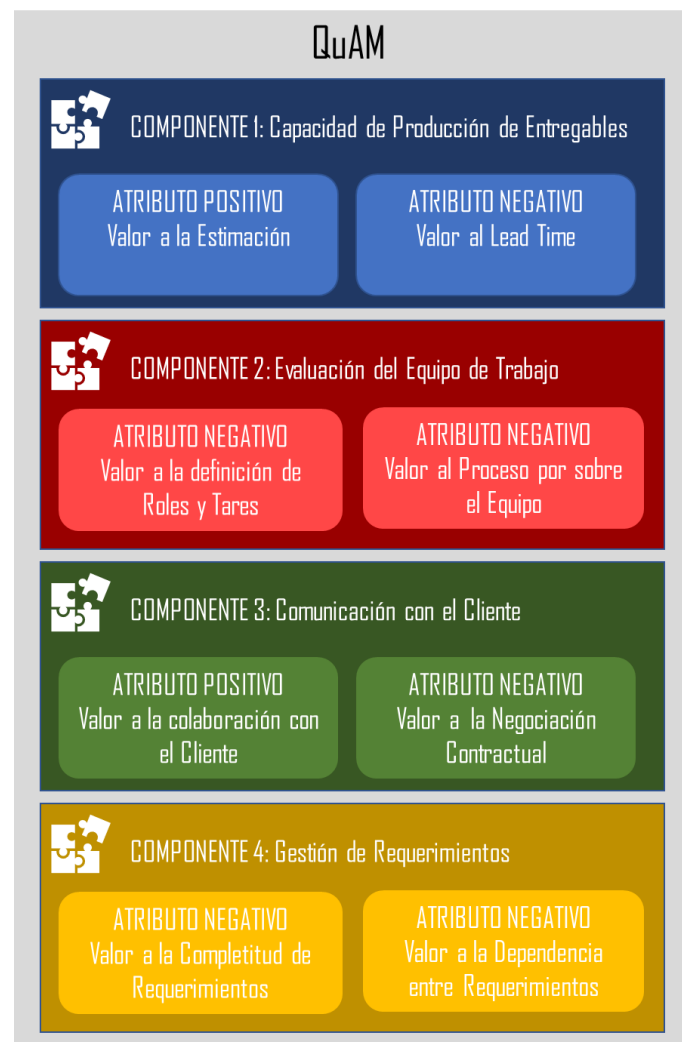 QuAM
COMPONENTE 1: Capacidad de Producción de Entregables
ATRIBUTO POSITIVO
Valor a la Estimación
ATRIBUTO NEGATIVO
Valor al Lead Time
COMPONENTE 2: Evaluación del Equipo de Trabajo
ATRIBUTO NEGATIVO
Valor a la definición de
Roles y Tares
ATRIBUTO NEGATIVO
Valor al Proceso por sobre
el Equipo
COMPONENTE 3: Comunicación con el Cliente
ATRIBUTO POSITIVO
Valor a la colaboración con
el Cliente
ATRIBUTO NEGATIVO
Valor a la Negociación
Contractual
COMPONENTE 4: Gestión de Requerimientos
ATRIBUTO NEGATIVO
Valor a la Completitud de
Requerimientos
ATRIBUTO NEGATIVO
Valor a la Dependencia
entre Requerimientos